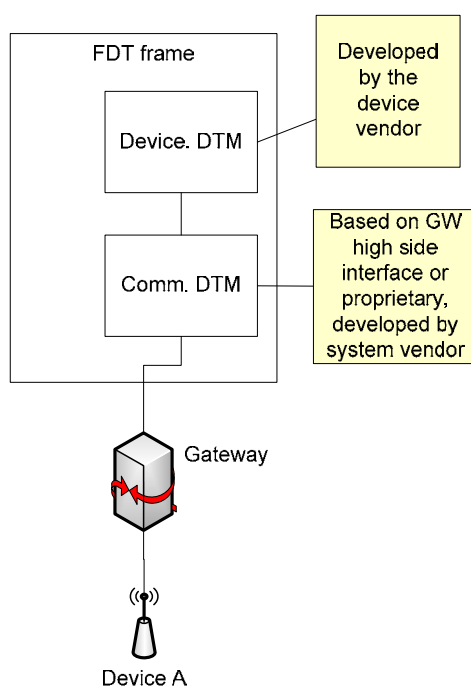 FDT frame
Developed
by the
device
vendor
Device. DTM
Based on GW
high side
interface or
proprietary,
developed by
system vendor
Comm. DTM
Gateway
Device A